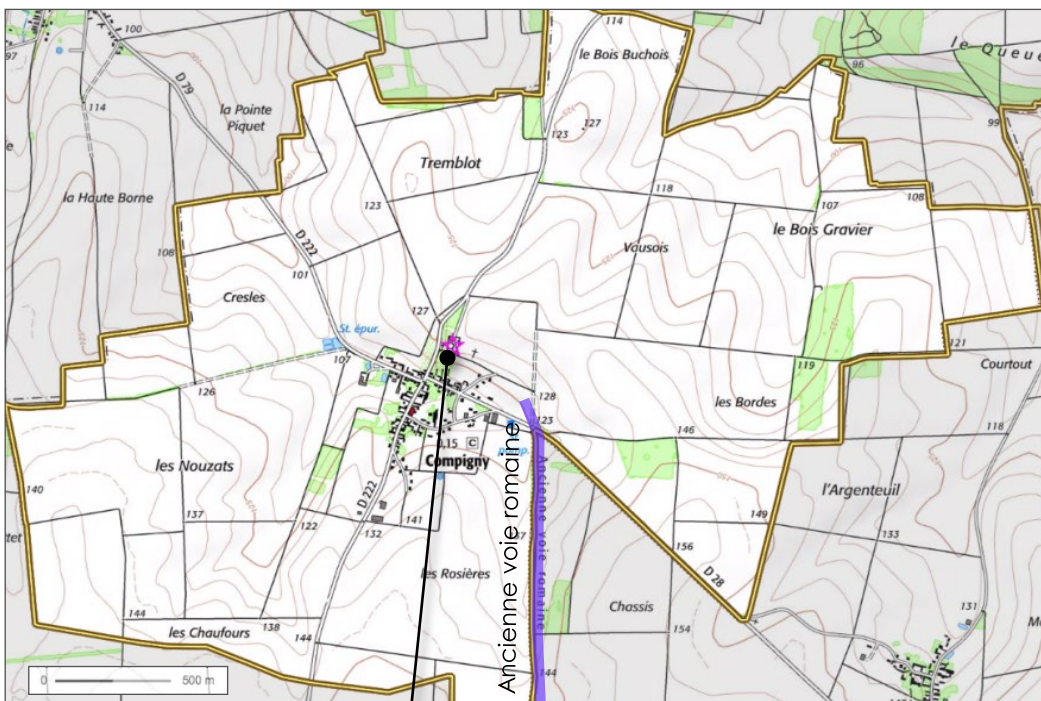 114
100
97
D 79
le Bois Buchois
96
le Queue
la Pointe
Piquet
114
123
127
99
Tremblot
125
la Haute Borne
123
118
107
108
D 222
108
101
Vausois
le Bois Gravier
125
Cresles
127
St. épur.
107
121
119
Courtout
126
128
les Bordes
123
146
118
0,15
C
Compigny
les Nouzats
140
137
D 222
122
132
141
149
l'Argenteuil
133
156
D 28
les Rosières
Ancienne voie romaine
Ancienne voie romaine
Chassis
131
144
les Chaufours
138
144
154
144
0
500 m